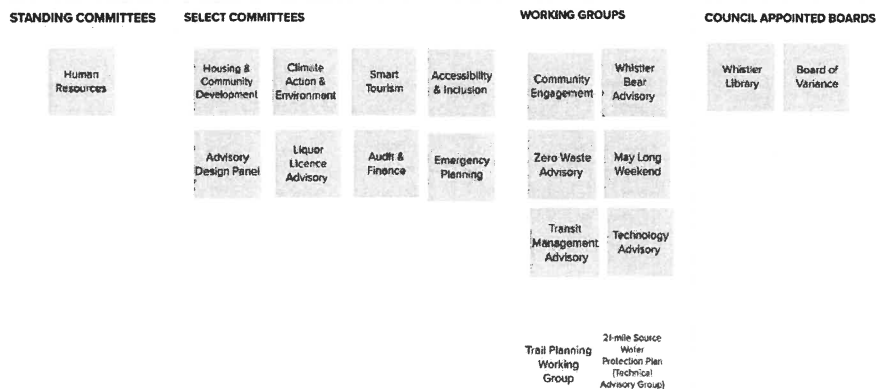 STANDING COMMITTEES
Human
Resources
SELECT COMMITTEES
Housing &
Community
Development
Climate
Action &
Environment
Smart
Tourism
Accessibility
& Inclusion
Advisory
Design Panel
Liquor
Licence
Advisory
Audit &
Finance
Emergency
Planning
WORKING GROUPS
Community
Engagement
Whistler
Bear
Advisory
Zero Waste
Advisory
May Long
Weekend
Transit
Management
Advisory
Technology
Advisory
Trail Planning
Working
Group
21-mile Source
Water
Protection Plan
(Technical
Advisory Group)
COUNCIL APPOINTED BOARDS
Whistler
Library
Board of
Variance